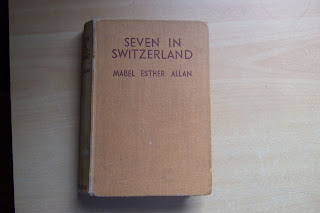 SEVEN IN
SWITZERLAND
MABEL ESTHER ALLAN